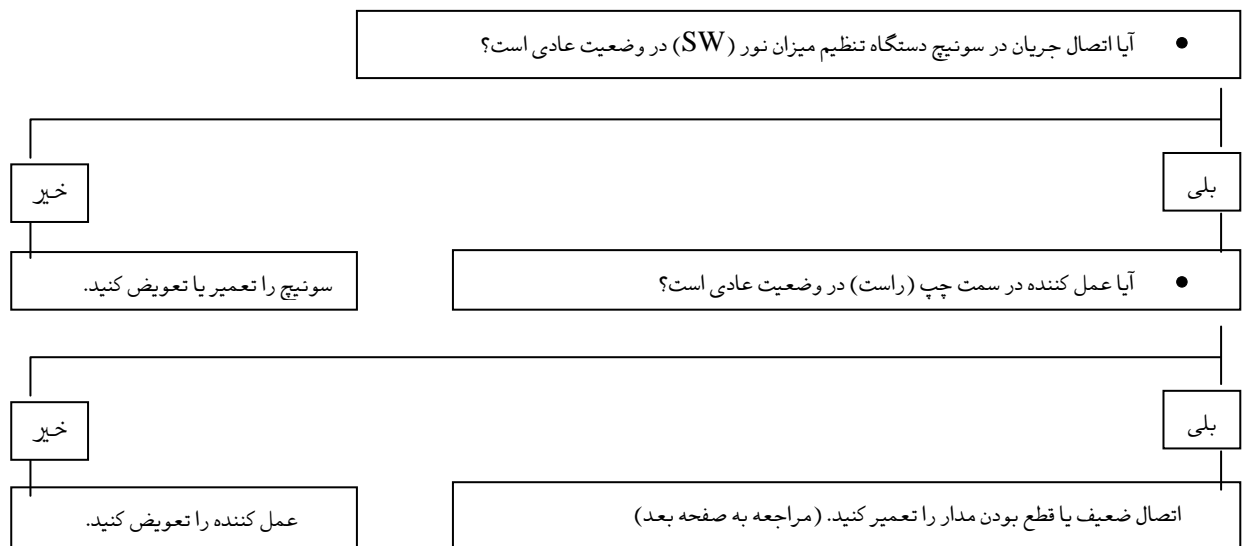 ● آیا اتصال جریان در سوئیچ دستگاه تنظیم میزان نور (SW) در وضعیت عادی است؟
بلی
خیر
● آیا عمل کننده در سمت چپ (راست) در وضعیت عادی است؟
سوئیچ را تعمیر یا تعویض کنید.
بلی
خیر
اتصال ضعیف یا قطع بودن مدار را تعمیر کنید. (مراجعه به صفحه بعد)
عمل کننده را تعویض کنید.